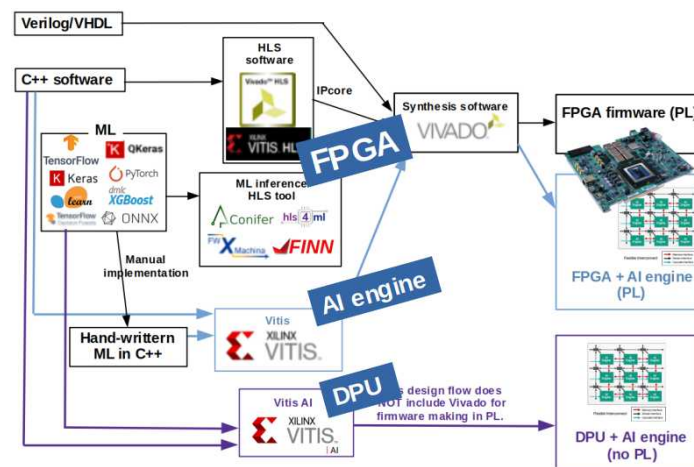 Verilog/VHDL
C++ software
HLS
software
Vivado™ HLS
XILINX
VITIS HLS
IPcore
Synthesis software
VIVADO
FPGA
FPGA firmware (PL)
ML
TensorFlow
QKeras
Keras
PyTorch
learn
dmlc
XGBoost
TensorFlow
ONNX
ML inference
HLS tool
Conifer
hls 4 ml
FW X Machina
FINN
Manual
implementation
FPGA + AI engine
(PL)
AI engine
Hand-writtern
ML in C++
Vitis
XILINX
VITIS
DPU
Vitis AI
XILINX
VITIS
AI
s design flow does
NOT include Vivado for
firmware making in PL.
DPU + AI engine
(no PL)